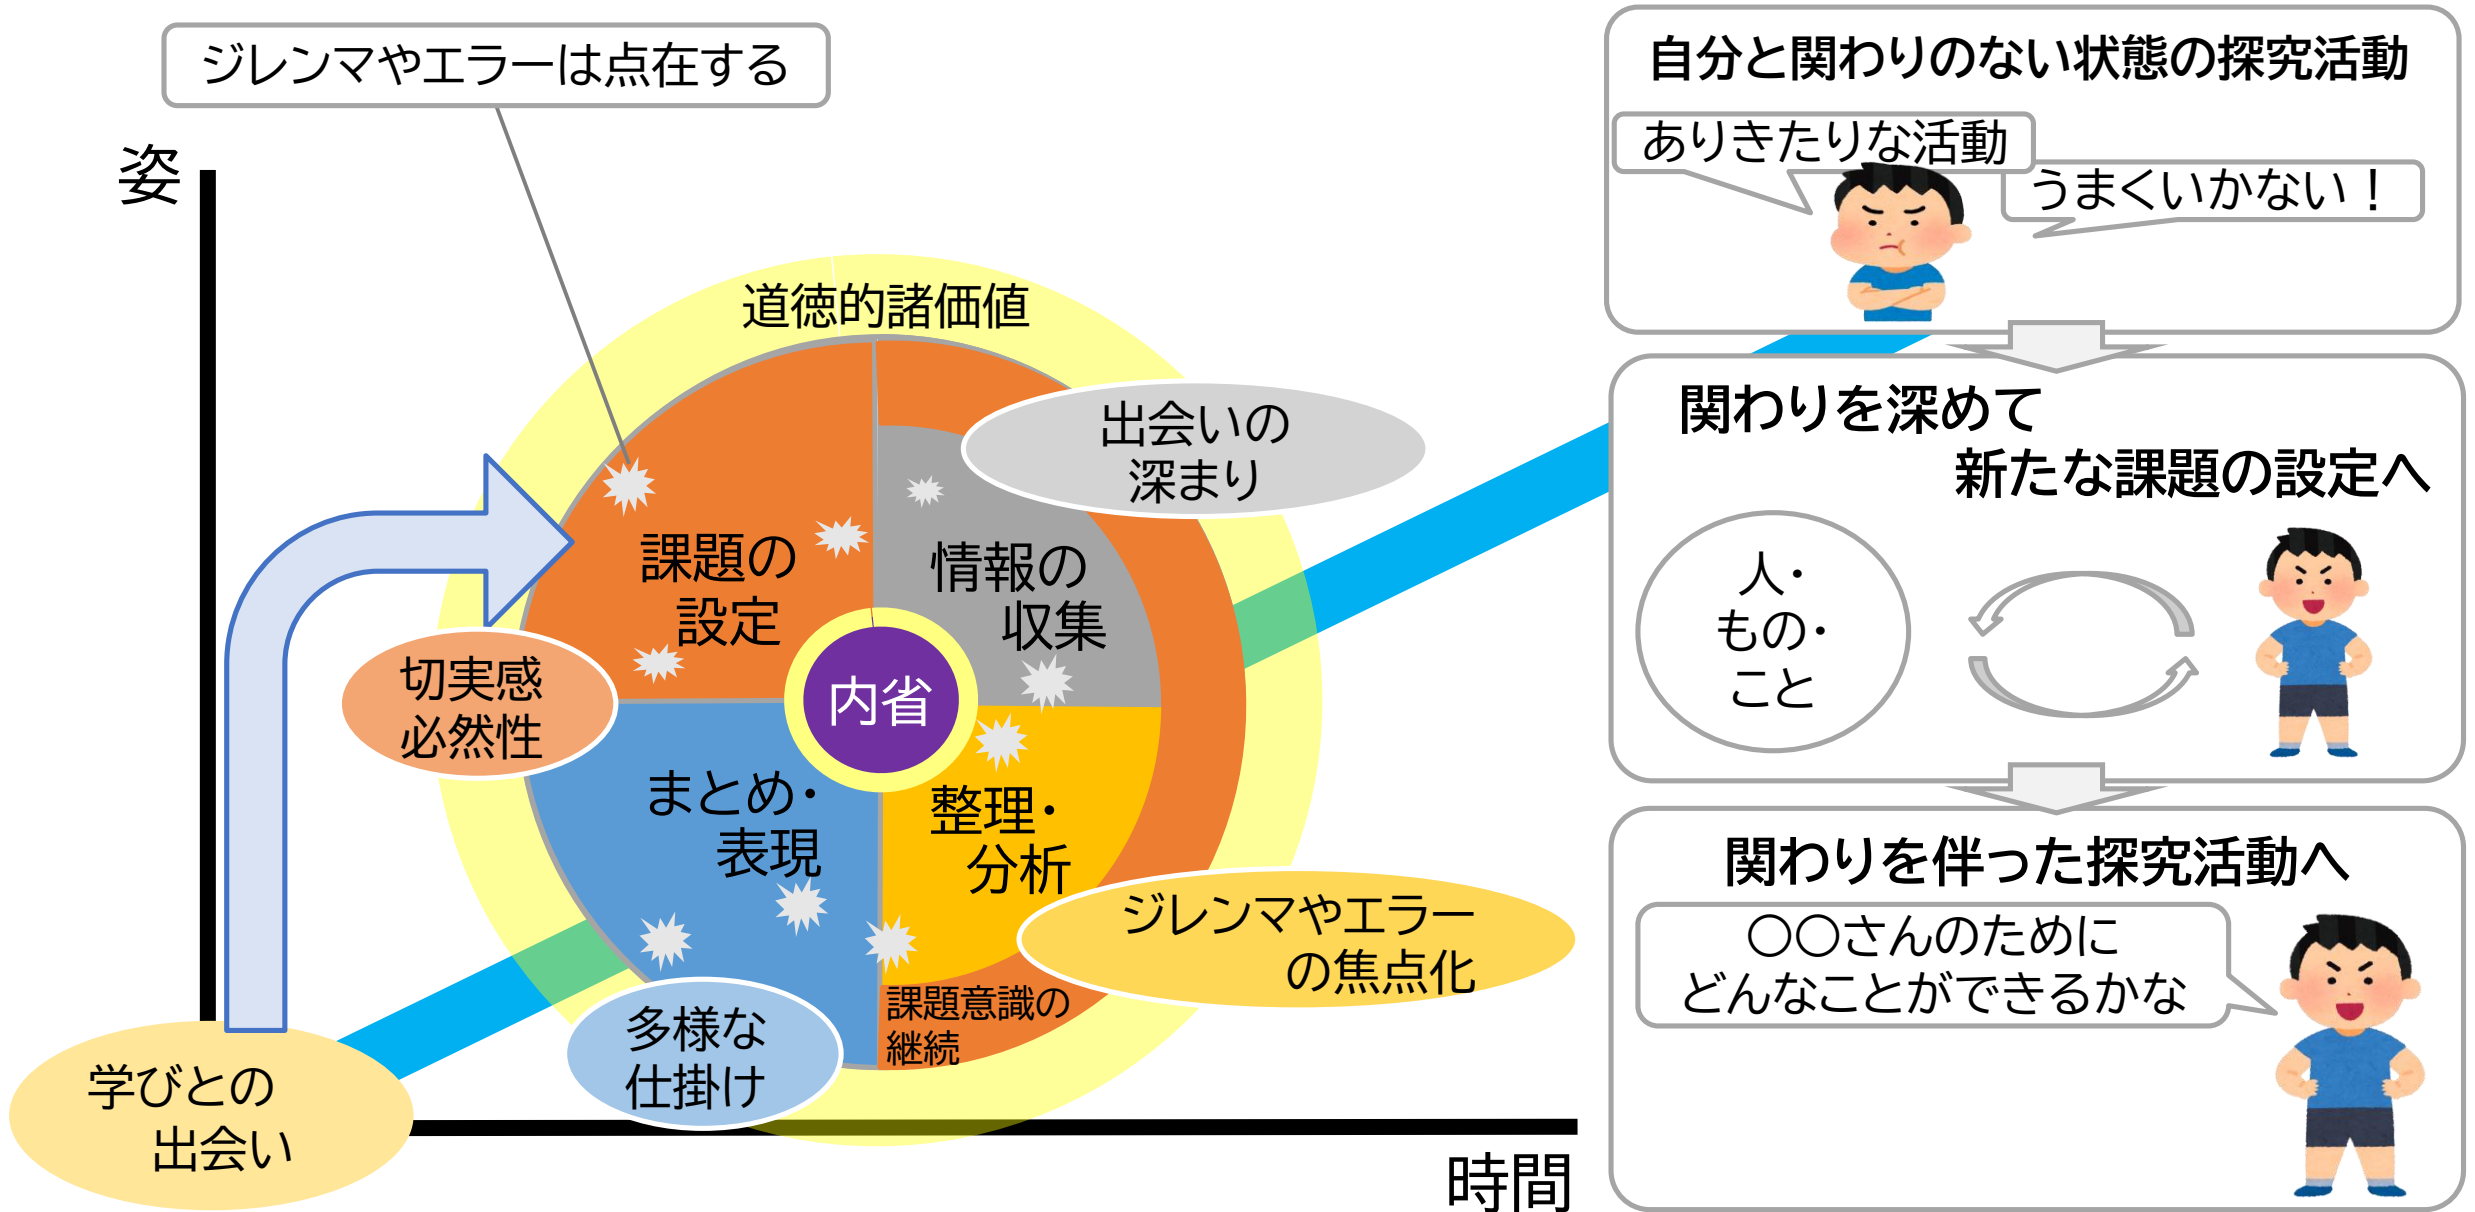 ジレンマやエラーは点在する
姿
道徳的諸価値
出会いの
深まり
課題の
設定
情報の
収集
切実感
必然性
内省
まとめ・
表現
整理・
分析
ジレンマやエラー
の焦点化
課題意識の
継続
多様な
仕掛け
学びとの
出会い
時間
自分と関わりのない状態の探究活動
ありきたりな活動
うまくいかない！
関わりを深めて
新たな課題の設定へ
人・
もの・
こと
関わりを伴った探究活動へ
〇〇さんのために
どんなことができるかな